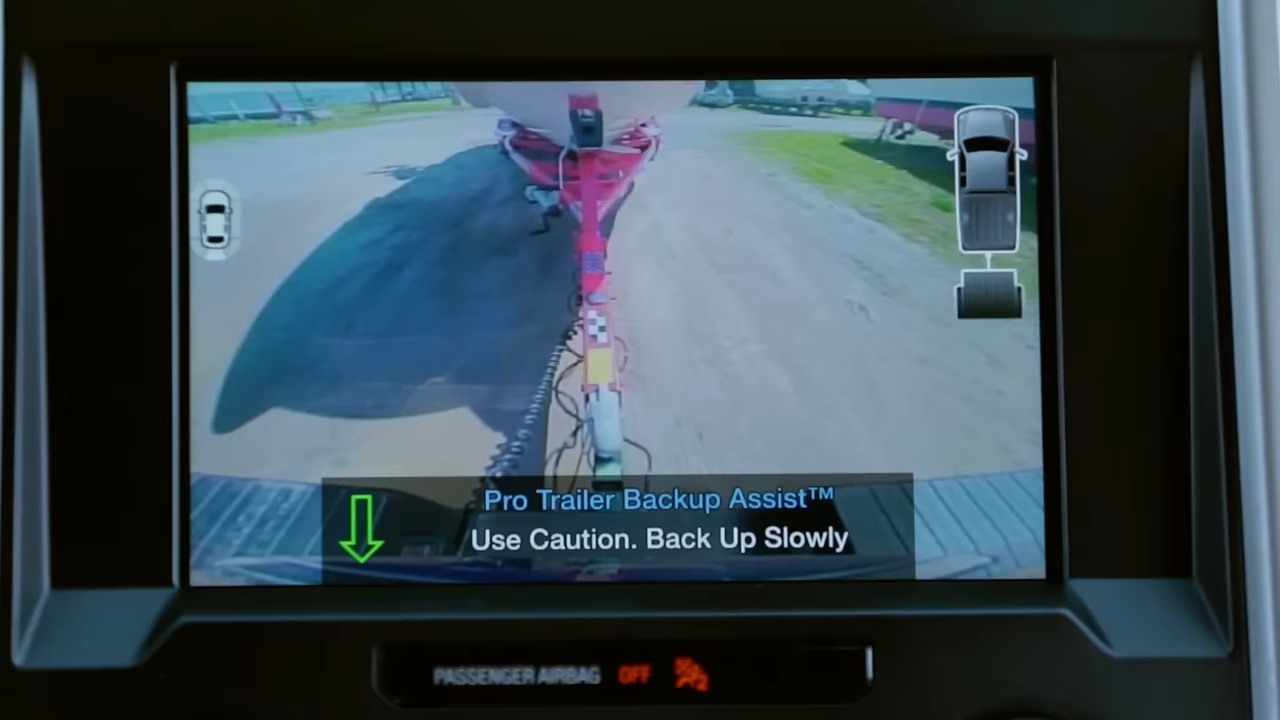 Pro Trailer Backup Assist™
Use Caution. Back Up Slowly
PASSENGER AIRBAG OFF